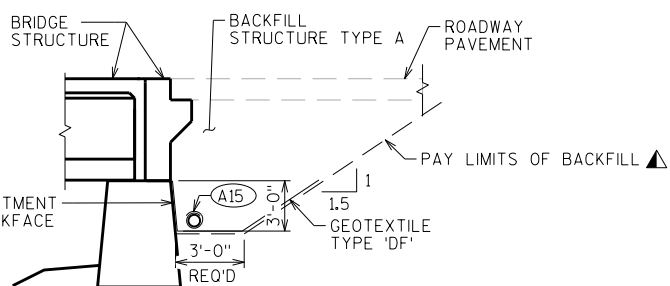 BRIDGE
STRUCTURE
BACKFILL
STRUCTURE TYPE A
ROADWAY
PAVEMENT
PAY LIMITS OF BACKFILL
1
1.5
TMENT
KFACE
A15
3'-0"
GEOTEXTILE
TYPE 'DF'
3'-0"
REQ'D